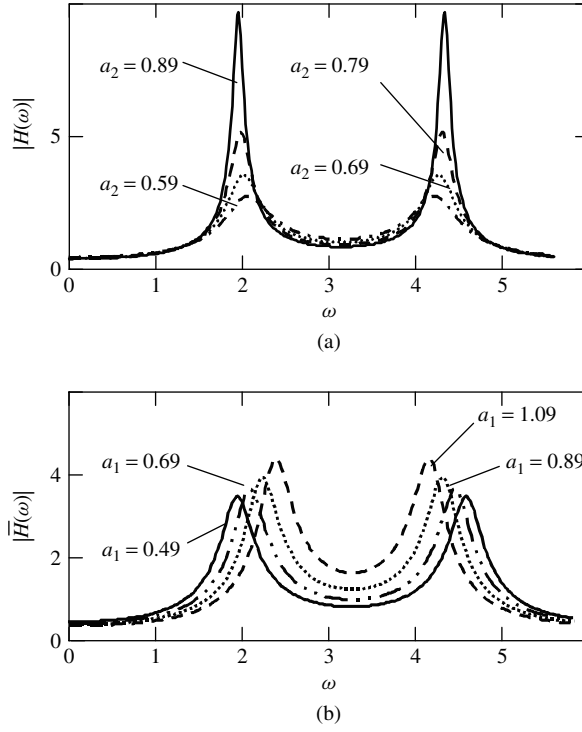 a₂ = 0.89
a₂ = 0.79
a₂ = 0.69
a₂ = 0.59
|H(ω)|
5
0
0 1 2 3 4 5
ω
(a)
a₁ = 1.09
a₁ = 0.69
a₁ = 0.89
a₁ = 0.49
|H̅(ω)|
4
2
0
0 1 2 3 4 5
ω
(b)